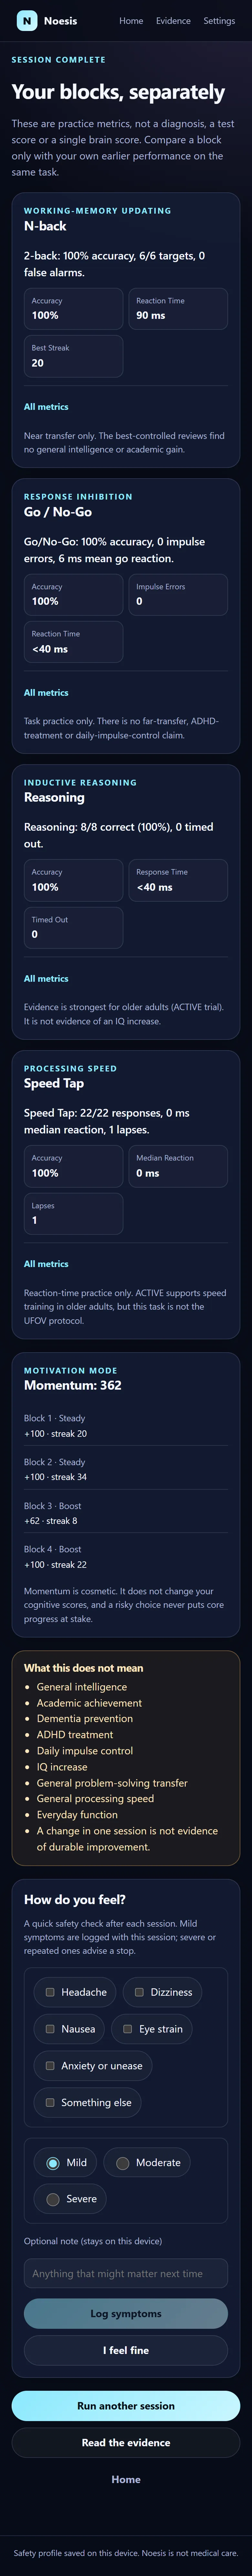 N Noesis Home Evidence Settings
SESSION COMPLETE
Your blocks, separately
These are practice metrics, not a diagnosis, a test
score or a single brain score. Compare a block
only with your own earlier performance on the
same task.
WORKING-MEMORY UPDATING
N-back
2-back: 100% accuracy, 6/6 targets, 0
false alarms.
Accuracy
100%
Reaction Time
90 ms
Best Streak
20
All metrics
Near transfer only. The best-controlled reviews find
no general intelligence or academic gain.
RESPONSE INHIBITION
Go / No-Go
Go/No-Go: 100% accuracy, 0 impulse
errors, 6 ms mean go reaction.
Accuracy
100%
Impulse Errors
0
Reaction Time
<40 ms
All metrics
Task practice only. There is no far-transfer, ADHD-
treatment or daily-impulse-control claim.
INDUCTIVE REASONING
Reasoning
Reasoning: 8/8 correct (100%), 0 timed
out.
Accuracy
100%
Response Time
<40 ms
Timed Out
0
All metrics
Evidence is strongest for older adults (ACTIVE trial).
It is not evidence of an IQ increase.
PROCESSING SPEED
Speed Tap
Speed Tap: 22/22 responses, 0 ms
median reaction, 1 lapses.
Accuracy
100%
Median Reaction
0 ms
Lapses
1
All metrics
Reaction-time practice only. ACTIVE supports speed
training in older adults, but this task is not the
UFOV protocol.
MOTIVATION MODE
Momentum: 362
Block 1 · Steady
+100 · streak 20
Block 2 · Steady
+100 · streak 34
Block 3 · Boost
+62 · streak 8
Block 4 · Boost
+100 · streak 22
Momentum is cosmetic. It does not change your
cognitive scores, and a risky choice never puts core
progress at stake.
What this does not mean
• General intelligence
• Academic achievement
• Dementia prevention
• ADHD treatment
• Daily impulse control
• IQ increase
• General problem-solving transfer
• General processing speed
• Everyday function
• A change in one session is not evidence
of durable improvement.
How do you feel?
A quick safety check after each session. Mild
symptoms are logged with this session; severe or
repeated ones advise a stop.
Headache
Dizziness
Nausea
Eye strain
Anxiety or unease
Something else
Mild
Moderate
Severe
Optional note (stays on this device)
Anything that might matter next time
Log symptoms
I feel fine
Run another session
Read the evidence
Home
Safety profile saved on this device. Noesis is not medical care.